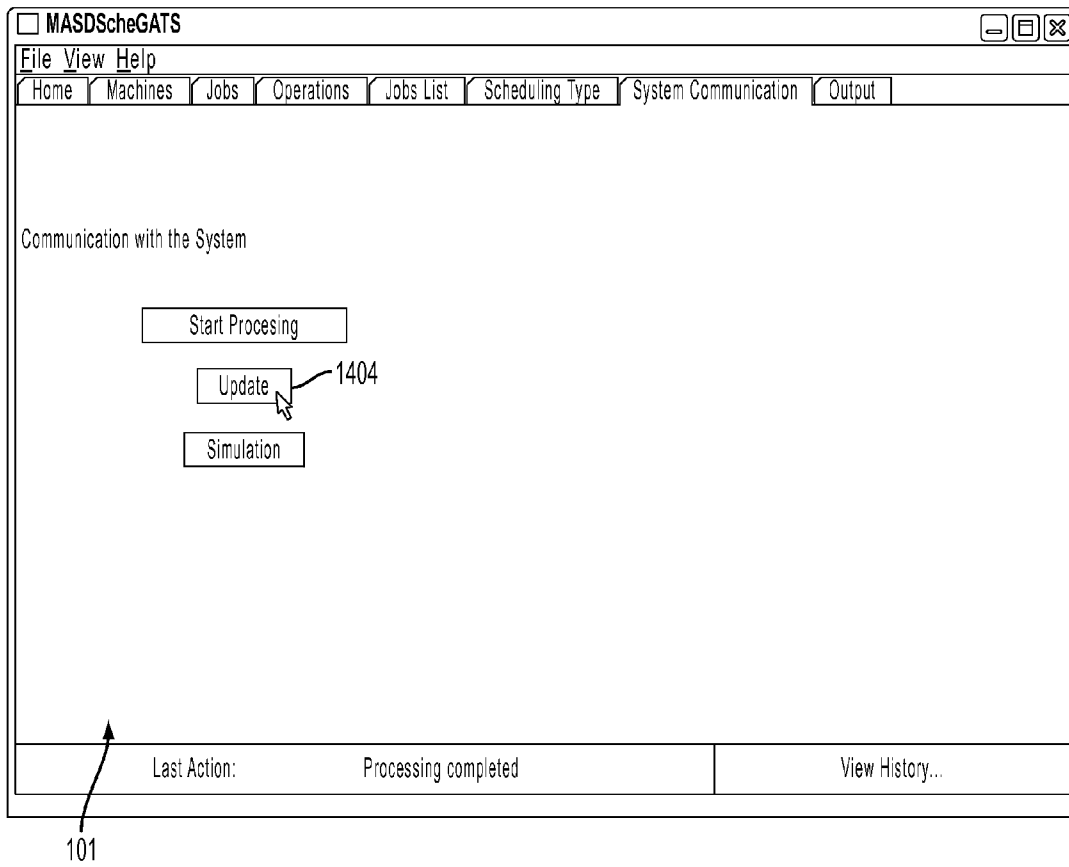 MASDScheGATS
File View Help
Home Machines Jobs Operations Jobs List Scheduling Type System Communication Output
Communication with the System
Start Procesing
Update 1404
Simulation
Last Action: Processing completed View History...
101